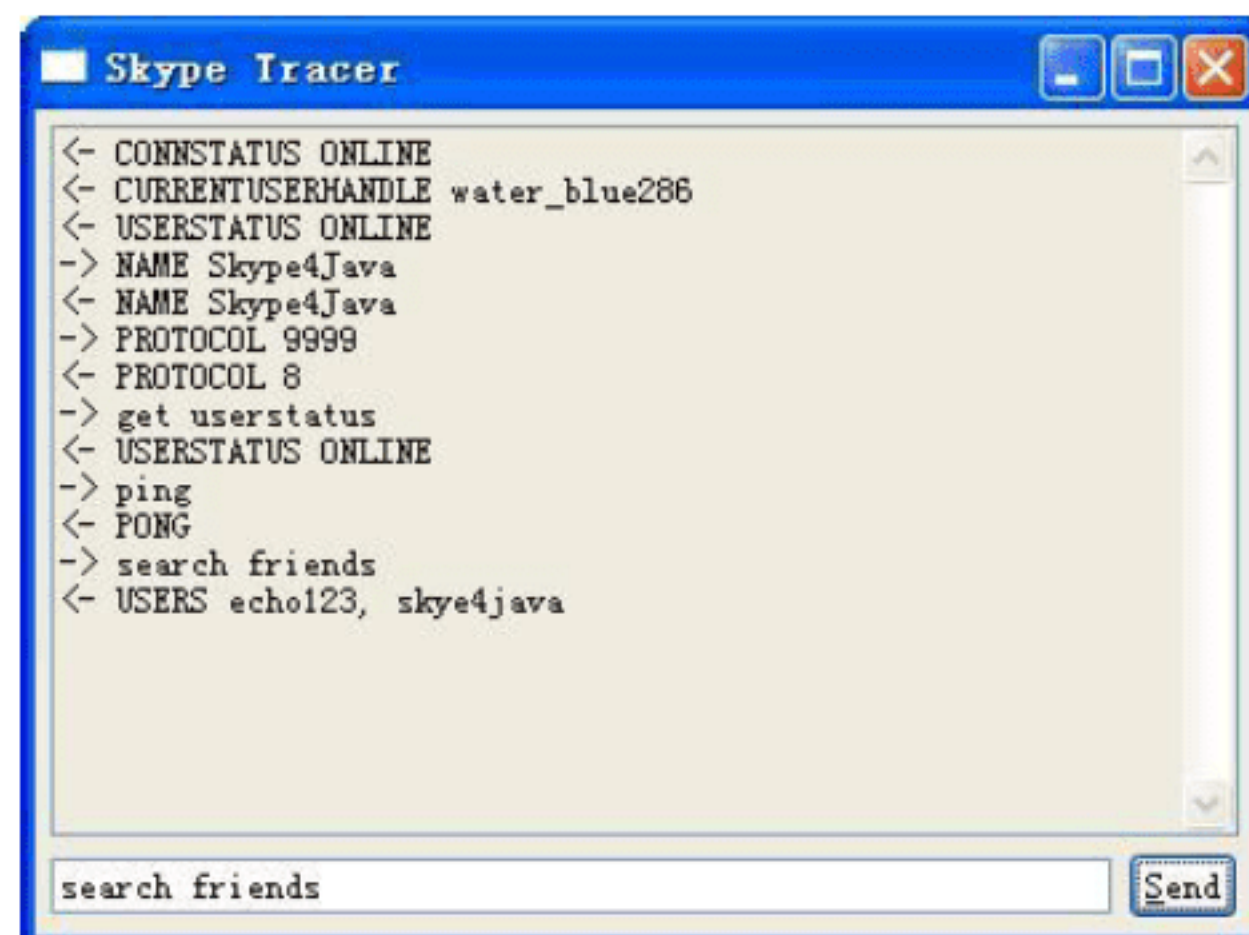 Skype Tracer
<- CONNSTATUS ONLINE
<- CURRENTUSERHANDLE water_blue286
<- USERSTATUS ONLINE
-> NAME Skype4Java
<- NAME Skype4Java
-> PROTOCOL 9999
<- PROTOCOL 8
-> get userstatus
<- USERSTATUS ONLINE
-> ping
<- PONG
-> search friends
<- USERS echo123, skye4java
search friends
Send